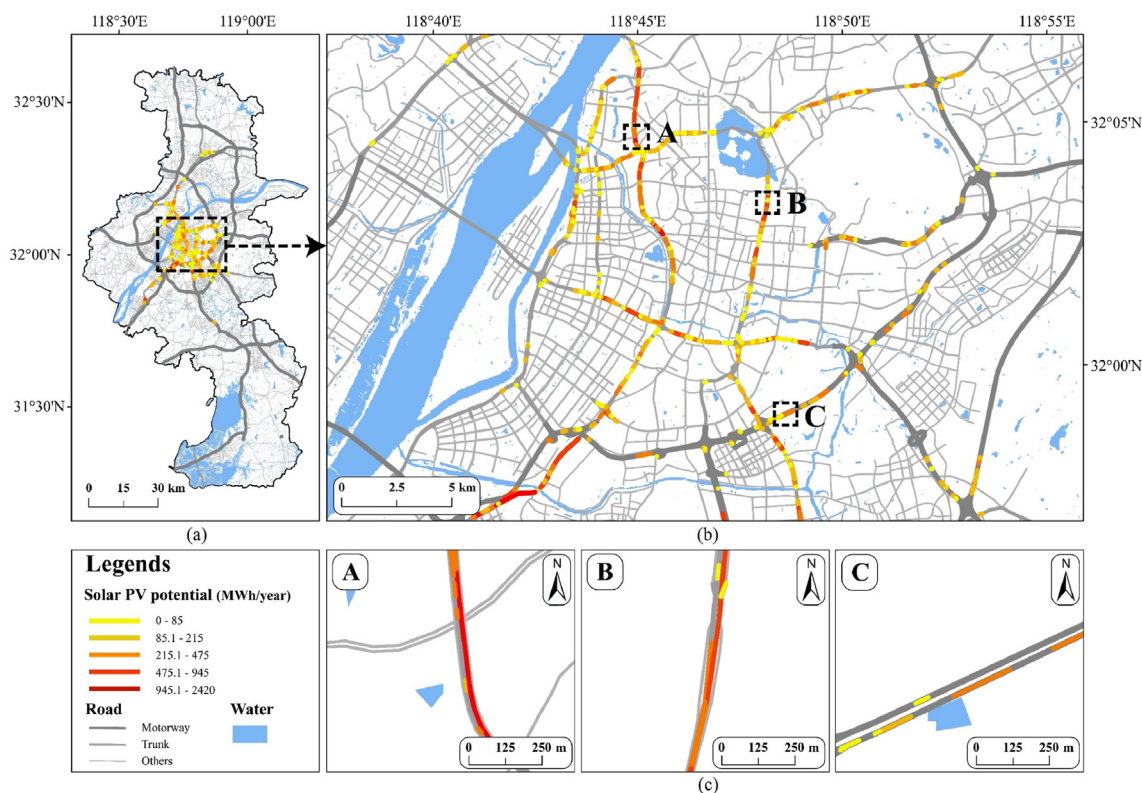 118°30'E 119°00'E
118°40'E 118°45'E 118°50'E 118°55'E
32°30'N
32°00'N
31°30'N
0 15 30 km
(a)
A
B
C
32°05'N
32°00'N
0 2.5 5 km
(b)
Legends
Solar PV potential (MWh/year)
0 - 85
85.1 - 215
215.1 - 475
475.1 - 945
945.1 - 2420
Road
Motorway
Trunk
Others
Water
A
N
0 125 250 m
B
N
0 125 250 m
C
N
0 125 250 m
(c)